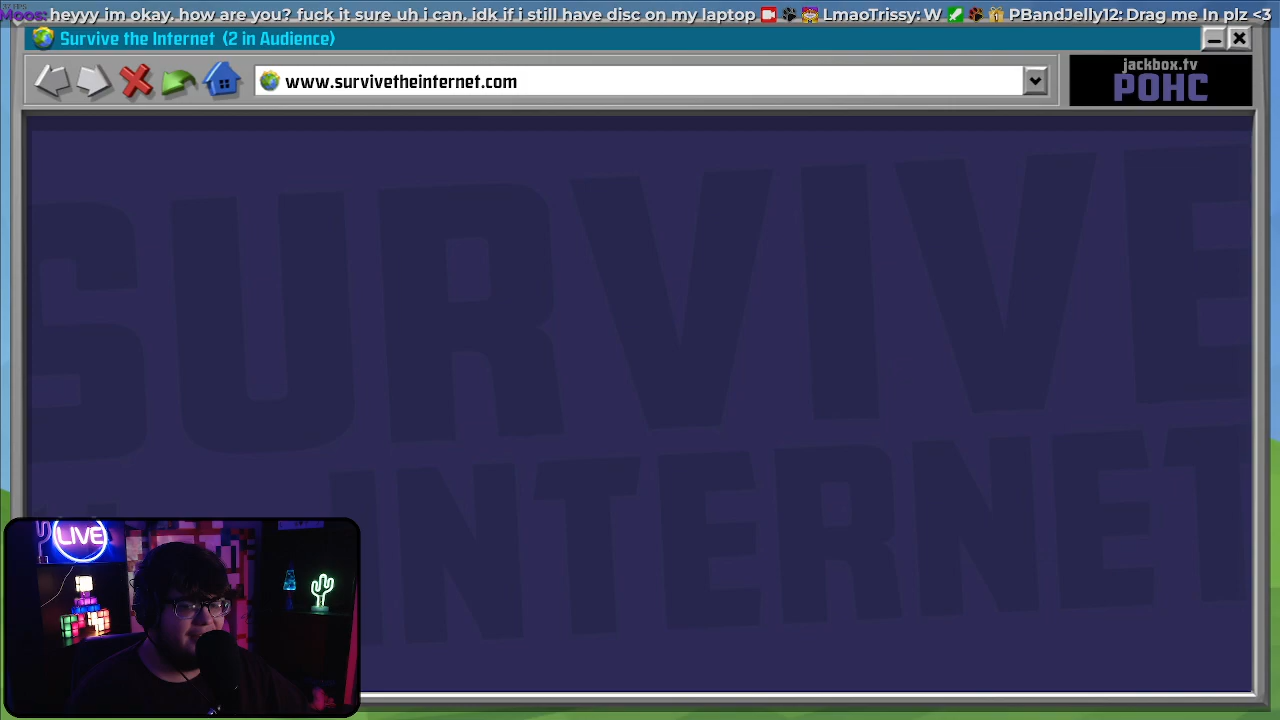 Moos: heyyy im okay. how are you? fuck it sure uh i can. idk if i still have disc on my laptop LmaoTrissy: W PBandJelly12: Drag me In plz <3
Survive the Internet (2 in Audience)
www.survivetheinternet.com
jackbox.tv
POHC
SURVIVE
INTERNET
LIVE